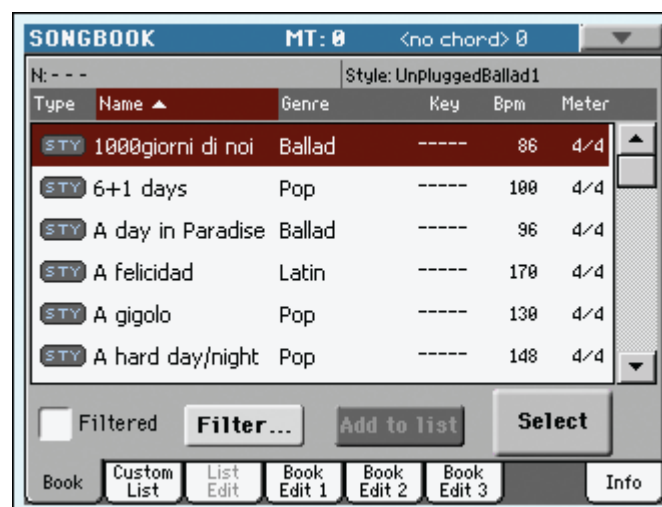 SONGBOOK MT: 0 <no chord> 0
N: - - - Style: UnpluggedBallad1
Type Name ▲ Genre Key Bpm Meter
STY 1000giorni di noi Ballad ----- 86 4/4
STY 6+1 days Pop ----- 100 4/4
STY A day in Paradise Ballad ----- 96 4/4
STY A felicidad Latin ----- 170 4/4
STY A gigolo Pop ----- 130 4/4
STY A hard day/night Pop ----- 148 4/4
Filtered Filter... Add to list Select
Book Custom List List Edit Book Edit 1 Book Edit 2 Book Edit 3 Info